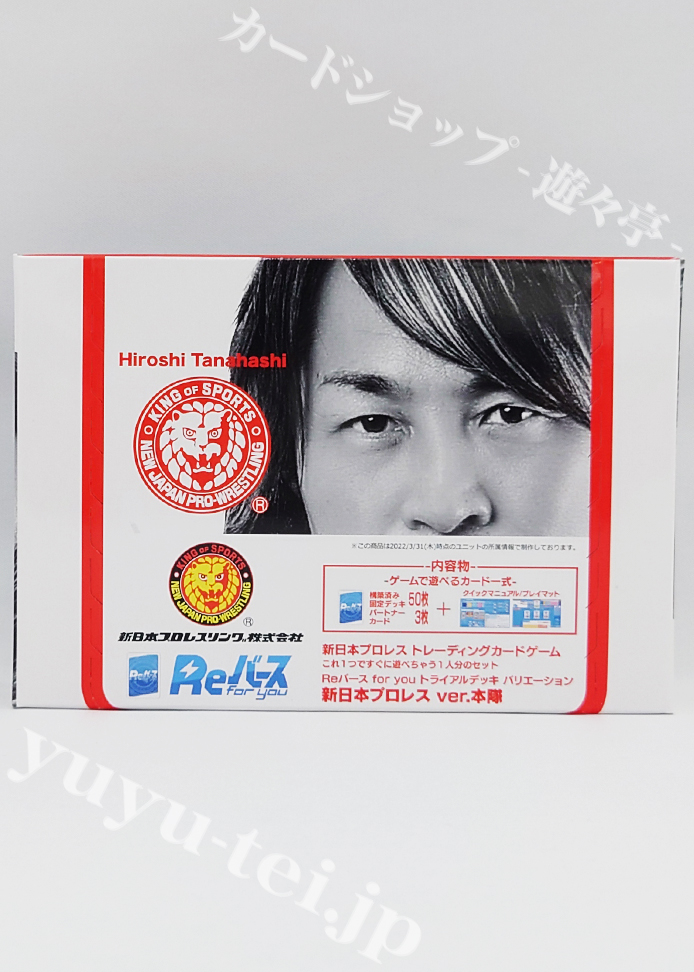 カードショップ -遊々亭-
Hiroshi Tanahashi
KING OF SPORTS
NEW JAPAN PRO-WRESTLING
®
※この商品は2022/3/31(木)時点のユニットの所属情報で制作しております。
KING OF SPORTS
NEW JAPAN PRO-WRESTLING
®
新日本プロレスリング株式会社
Reバース
for you
-内容物-
-ゲームで遊べるカード一式-
構築済み
固定デッキ 50枚
パートナー
カード 3枚
+
クイックマニュアル/プレイマット
新日本プロレス トレーディングカードゲーム
これ1つですぐに遊べちゃう1人分のセット
Reバース for you トライアルデッキ バリエーション
新日本プロレス ver.本隊
yuyu-tei.jp